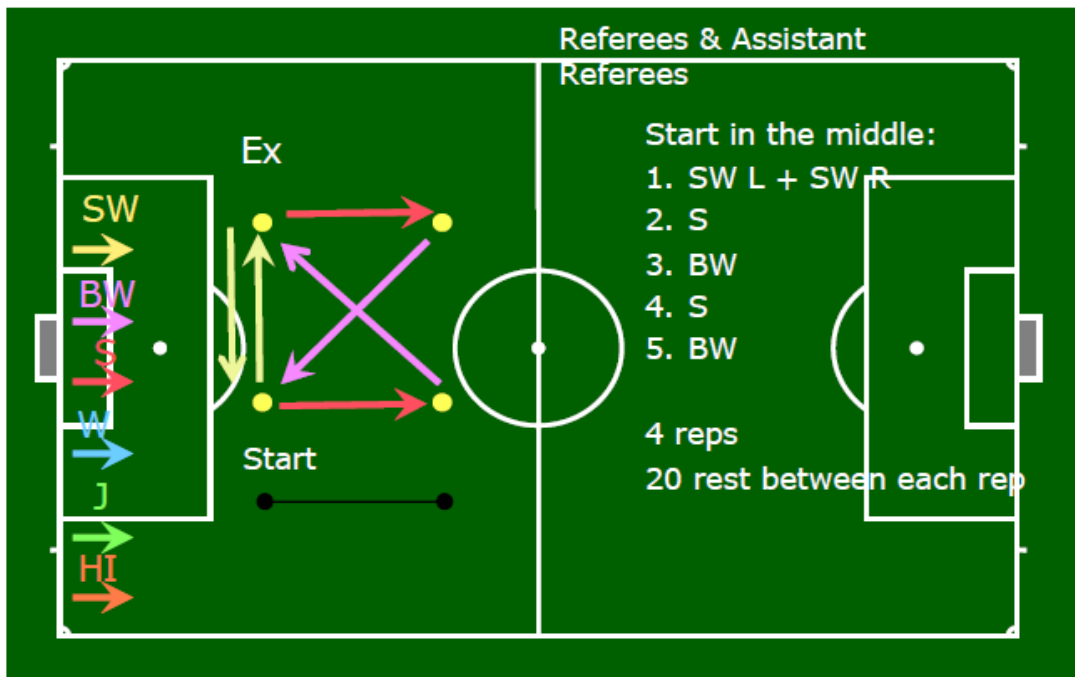 Referees & Assistant
Referees
Start in the middle:
1. SW L + SW R
2. S
3. BW
4. S
5. BW
4 reps
20 rest between each rep
Ex
SW
BW
S
W
J
HI
Start